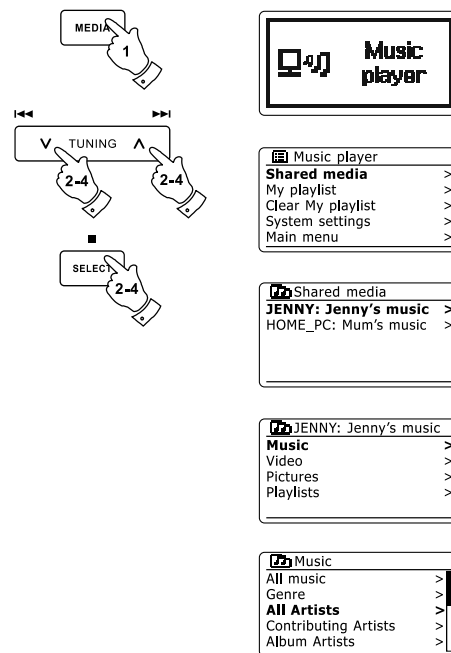 MEDIA
1
TUNING
2-4
2-4
SELECT
2-4
Music
player
Music player
Shared media >
My playlist >
Clear My playlist >
System settings >
Main menu >
Shared media
JENNY: Jenny's music >
HOME_PC: Mum's music >
JENNY: Jenny's music
Music >
Video >
Pictures >
Playlists >
Music
All music >
Genre >
All Artists >
Contributing Artists >
Album Artists >